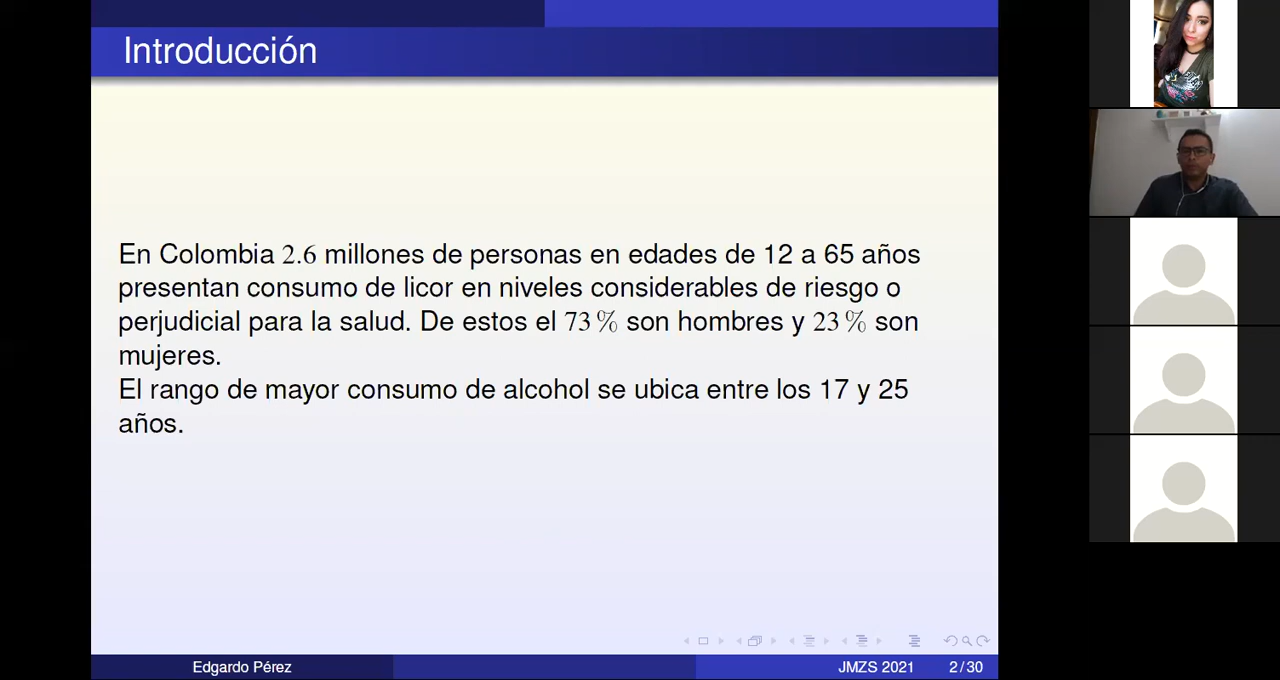 Introducción
En Colombia 2.6 millones de personas en edades de 12 a 65 años
presentan consumo de licor en niveles considerables de riesgo o
perjudicial para la salud. De estos el 73 % son hombres y 23 % son
mujeres.
El rango de mayor consumo de alcohol se ubica entre los 17 y 25
años.
Edgardo Pérez JMZS 2021 2 / 30